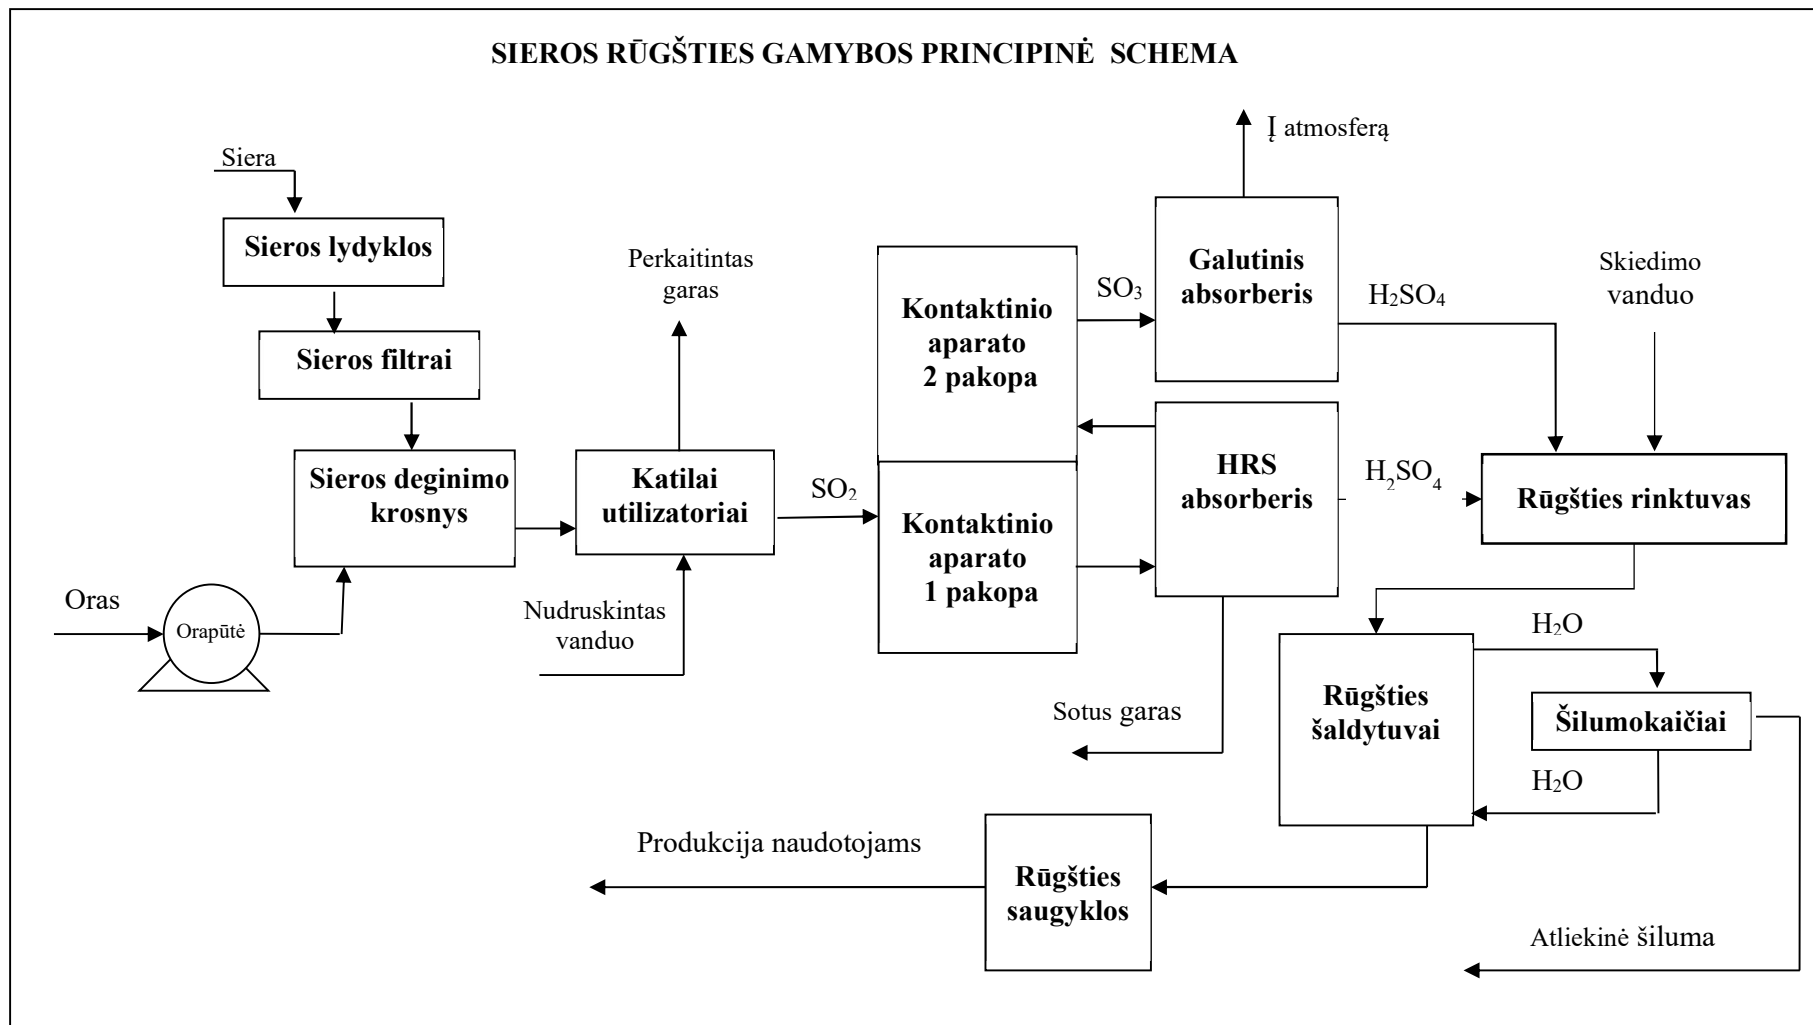 SIEROS RŪGŠTIES GAMYBOS PRINCIPINĖ SCHEMA
Į atmosferą
Siera
Sieros lydyklos
Perkaitintas
garas
Kontaktinio
aparato
2 pakopa
SO₃
Galutinis
absorberis
H₂SO₄
Skiedimo
vanduo
Sieros filtrai
Sieros deginimo
krosnys
Katilai
utilizatoriai
SO₂
Kontaktinio
aparato
1 pakopa
HRS
absorberis
H₂SO₄
Rūgšties rinktuvas
Oras
Orapūtė
Nudruskintas
vanduo
H₂O
Sotus garas
Rūgšties
šaldytuvai
Šilumokaičiai
H₂O
Produkcija naudotojams
Rūgšties
saugyklos
Atliekinė šiluma